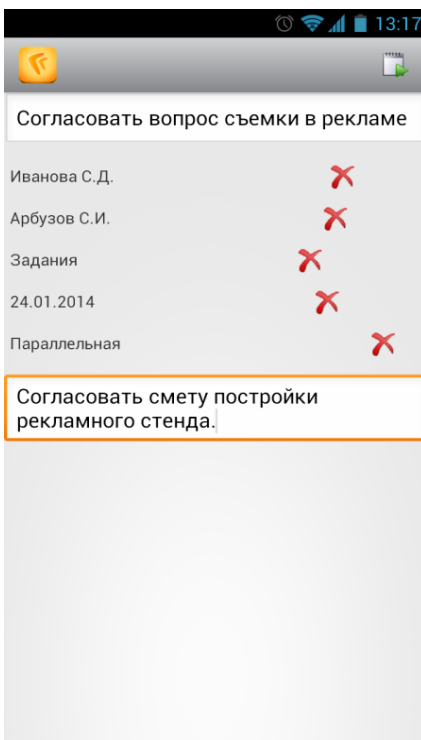 13:17
Согласовать вопрос съемки в рекламе
Иванова С.Д.
Арбузов С.И.
Задания
24.01.2014
Параллельная
Согласовать смету постройки
рекламного стенда.